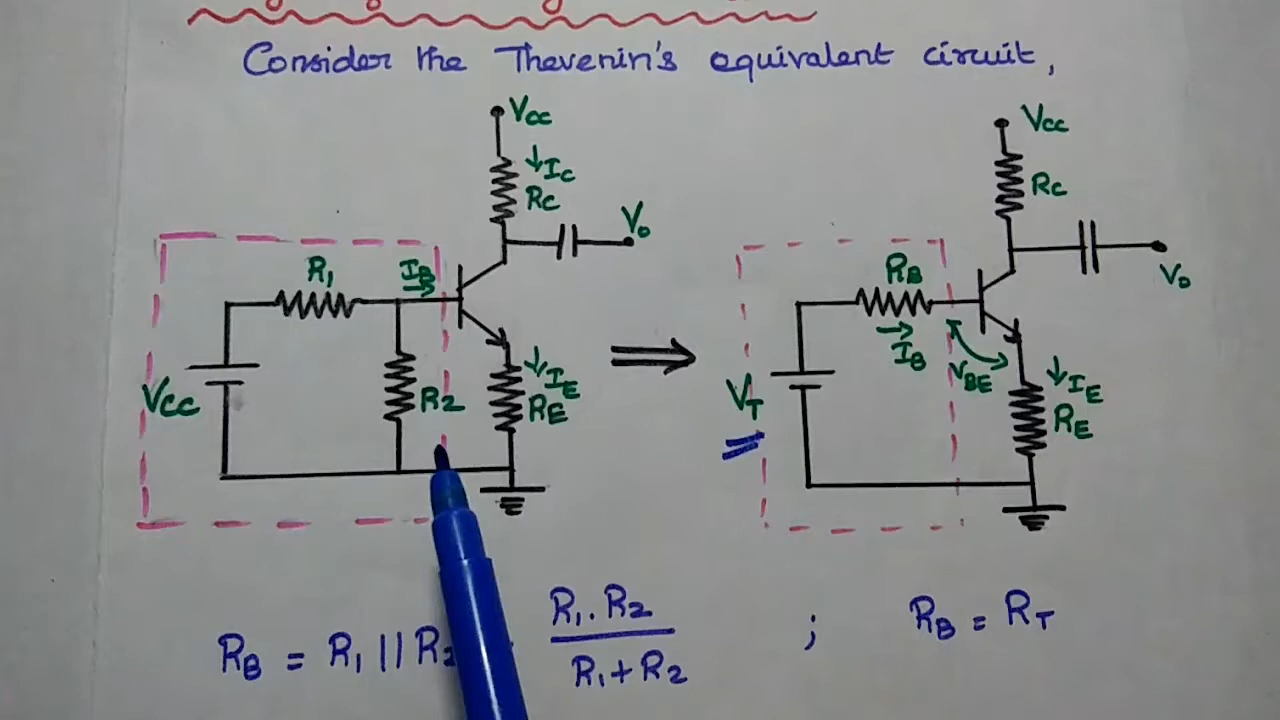 Consider the Thevenin's equivalent circuit,
Vcc
↓Ic
Rc
Vo
R1
IB
Vcc
R2
↓IE
RE
⇒
Vcc
Rc
Vo
RB
IB
VBE
VT
↓IE
RE
RB = R1 || R2 R1.R2 / R1+R2 ; RB = RT